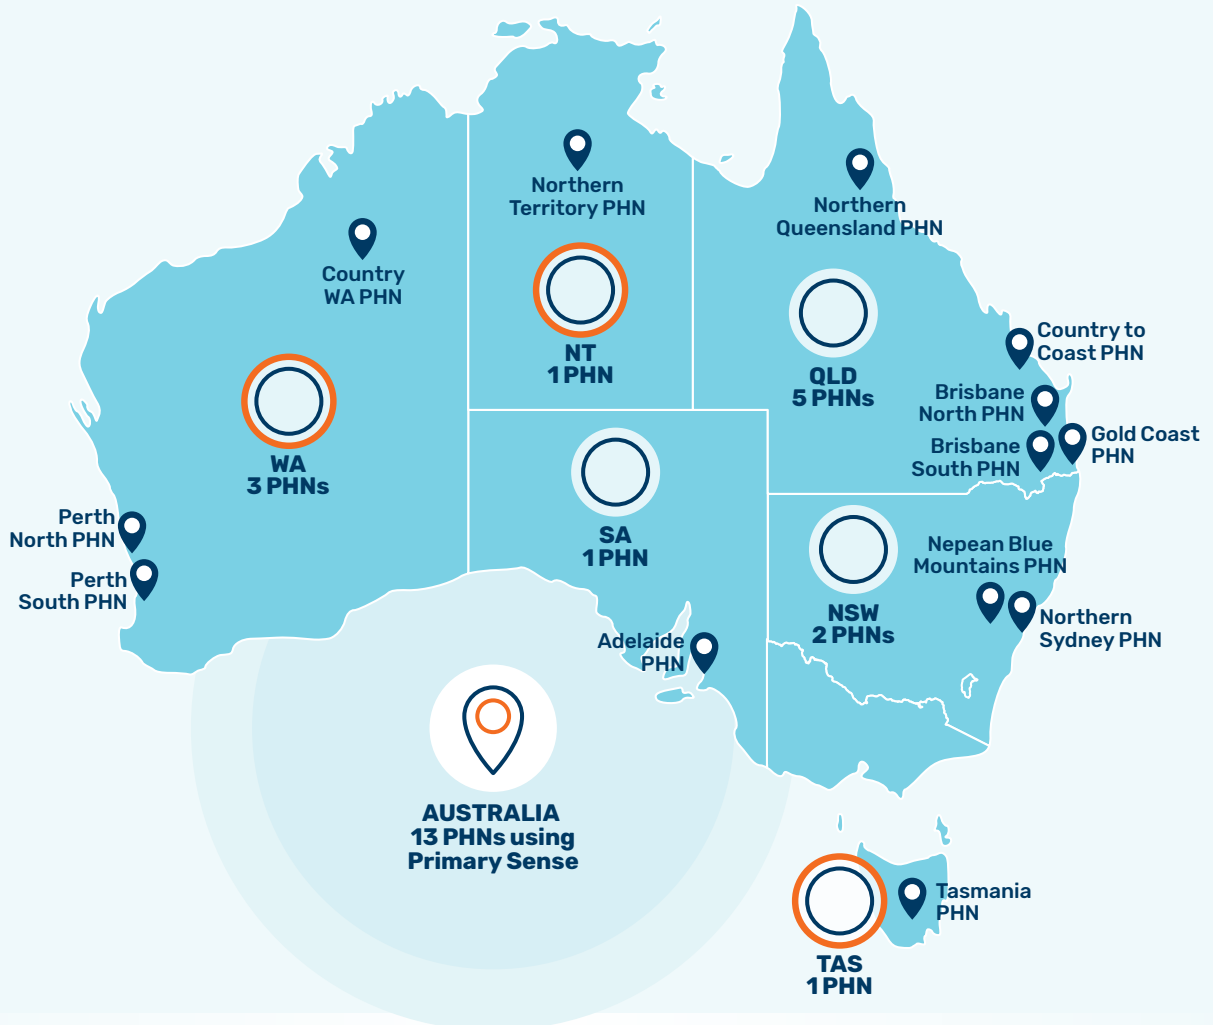 Northern
Territory PHN
Northern
Queensland PHN
Country
WA PHN
NT
1 PHN
QLD
5 PHNs
Country to
Coast PHN
Brisbane
North PHN
Gold Coast
PHN
Brisbane
South PHN
WA
3 PHNs
SA
1 PHN
Perth
North PHN
Perth
South PHN
Nepean Blue
Mountains PHN
NSW
2 PHNs
Northern
Sydney PHN
Adelaide
PHN
AUSTRALIA
13 PHNs using
Primary Sense
Tasmania
PHN
TAS
1 PHN